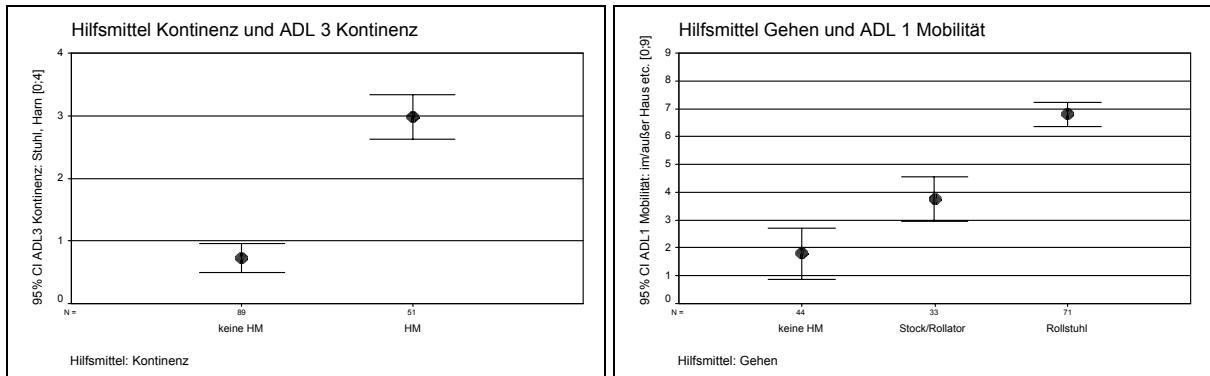 Hilfsmittel Kontinenz und ADL 3 Kontinenz
95% CI ADL3 Kontinenz: Stuhl, Harn [0;4]
4
3
2
1
0
N = 89 51
keine HM HM
Hilfsmittel: Kontinenz
Hilfsmittel Gehen und ADL 1 Mobilität
95% CI ADL1 Mobilität: im/außer Haus etc. [0;9]
9
8
7
6
5
4
3
2
1
0
N = 44 33 71
keine HM Stock/Rollator Rollstuhl
Hilfsmittel: Gehen